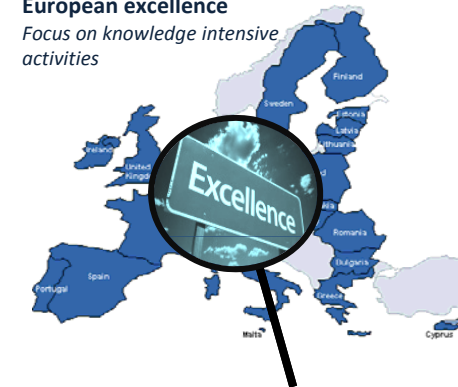 European excellence
Focus on knowledge intensive
activities
Finland
Sweden
Estonia
Latvia
Lithuania
Ireland
United
Kingdo
d
Excellence
Romania
Bulgaria
Spain
Portugal
Greece
Malta
Cyprus